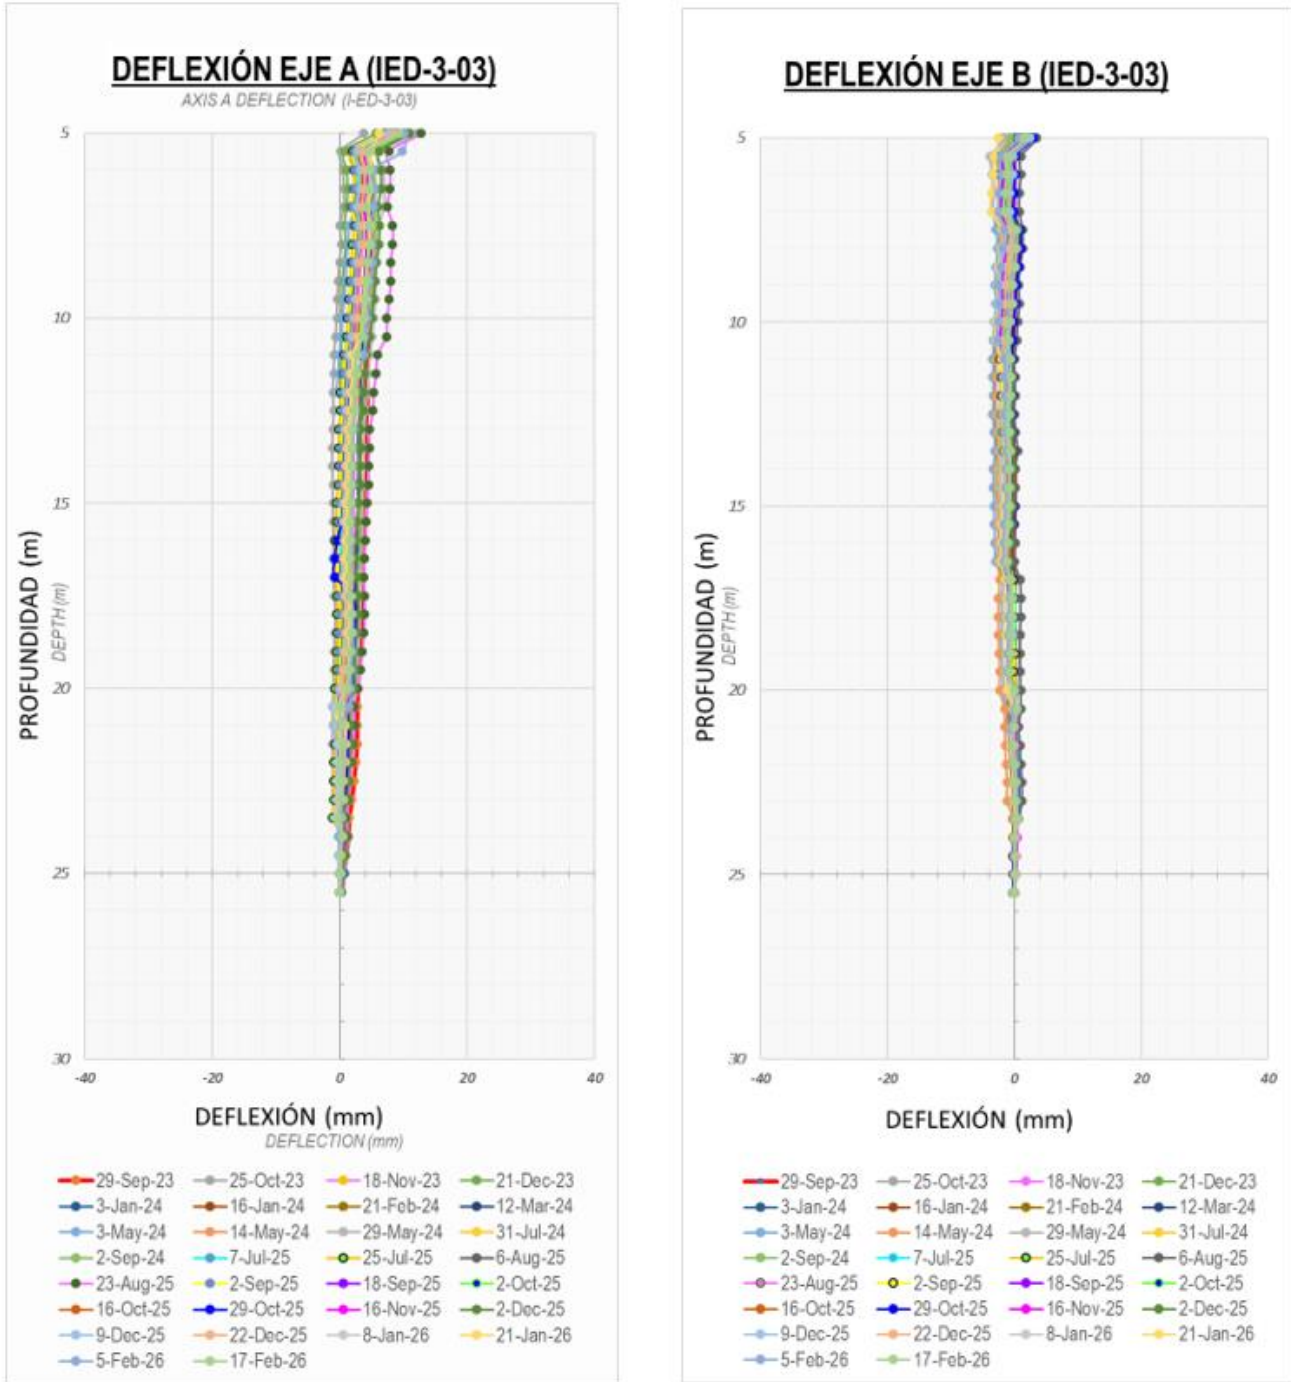 DEFLEXIÓN EJE A (IED-3-03)
AXIS A DEFLECTION (I-ED-3-03)
5
10
15
20
25
30
PROFUNDIDAD (m)
DEPTH (m)
-40 -20 0 20 40
DEFLEXIÓN (mm)
DEFLECTION (mm)
29-Sep-23 25-Oct-23 18-Nov-23 21-Dec-23
3-Jan-24 16-Jan-24 21-Feb-24 12-Mar-24
3-May-24 14-May-24 29-May-24 31-Jul-24
2-Sep-24 7-Jul-25 25-Jul-25 6-Aug-25
23-Aug-25 2-Sep-25 18-Sep-25 2-Oct-25
16-Oct-25 29-Oct-25 16-Nov-25 2-Dec-25
9-Dec-25 22-Dec-25 8-Jan-26 21-Jan-26
5-Feb-26 17-Feb-26
DEFLEXIÓN EJE B (IED-3-03)
5
10
15
20
25
30
PROFUNDIDAD (m)
DEPTH (m)
-40 -20 0 20 40
DEFLEXIÓN (mm)
29-Sep-23 25-Oct-23 18-Nov-23 21-Dec-23
3-Jan-24 16-Jan-24 21-Feb-24 12-Mar-24
3-May-24 14-May-24 29-May-24 31-Jul-24
2-Sep-24 7-Jul-25 25-Jul-25 6-Aug-25
23-Aug-25 2-Sep-25 18-Sep-25 2-Oct-25
16-Oct-25 29-Oct-25 16-Nov-25 2-Dec-25
9-Dec-25 22-Dec-25 8-Jan-26 21-Jan-26
5-Feb-26 17-Feb-26